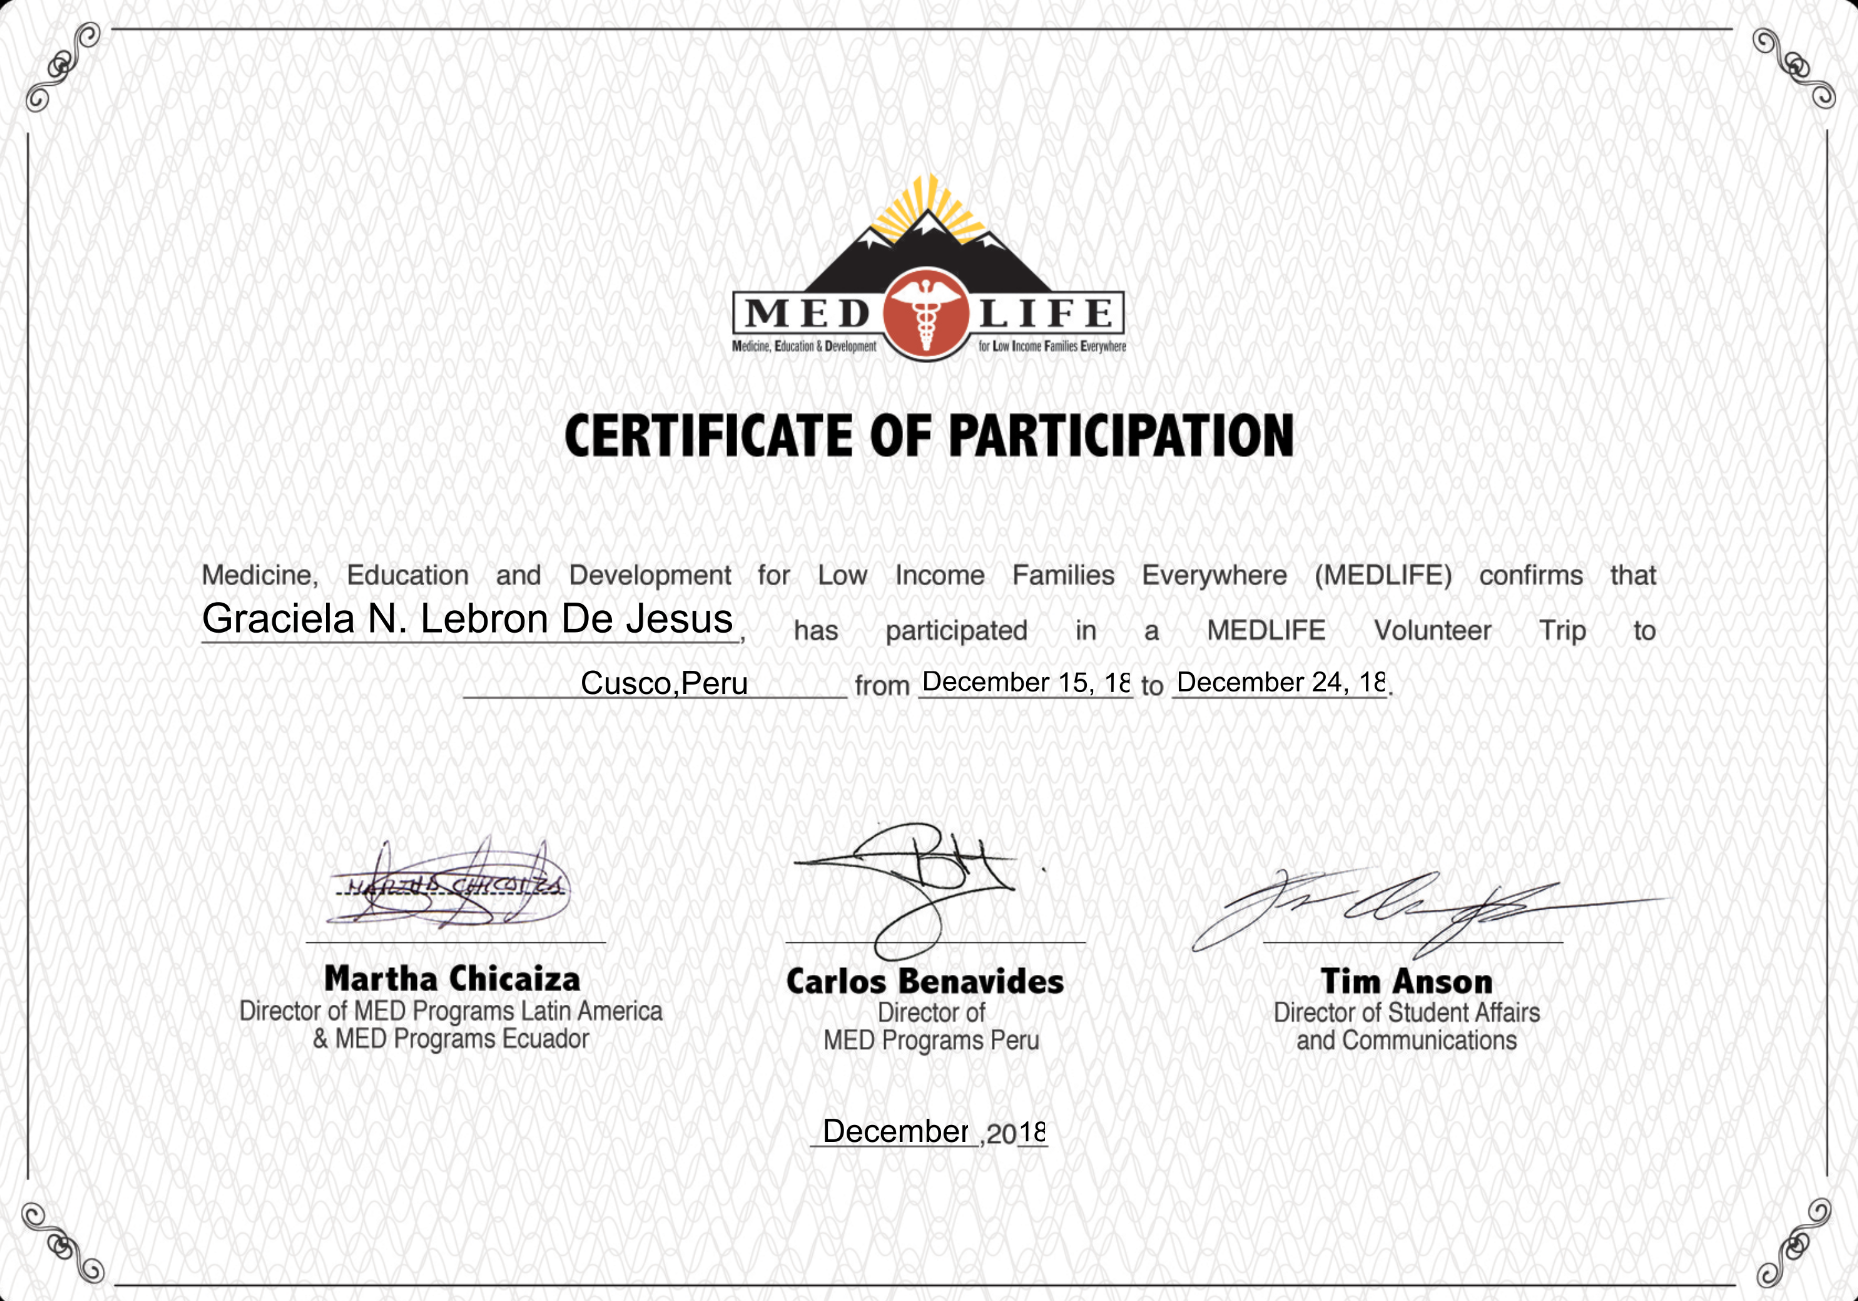 MED LIFE
Medicine, Education & Development for Low Income Families Everywhere
CERTIFICATE OF PARTICIPATION
Medicine, Education and Development for Low Income Families Everywhere (MEDLIFE) confirms that
Graciela N. Lebron De Jesus, has participated in a MEDLIFE Volunteer Trip to
Cusco,Peru from December 15, 18 to December 24, 18.
MARTHA CHICAIZA
Martha Chicaiza
Director of MED Programs Latin America
& MED Programs Ecuador
Carlos Benavides
Director of
MED Programs Peru
Tim Anson
Director of Student Affairs
and Communications
December ,2018